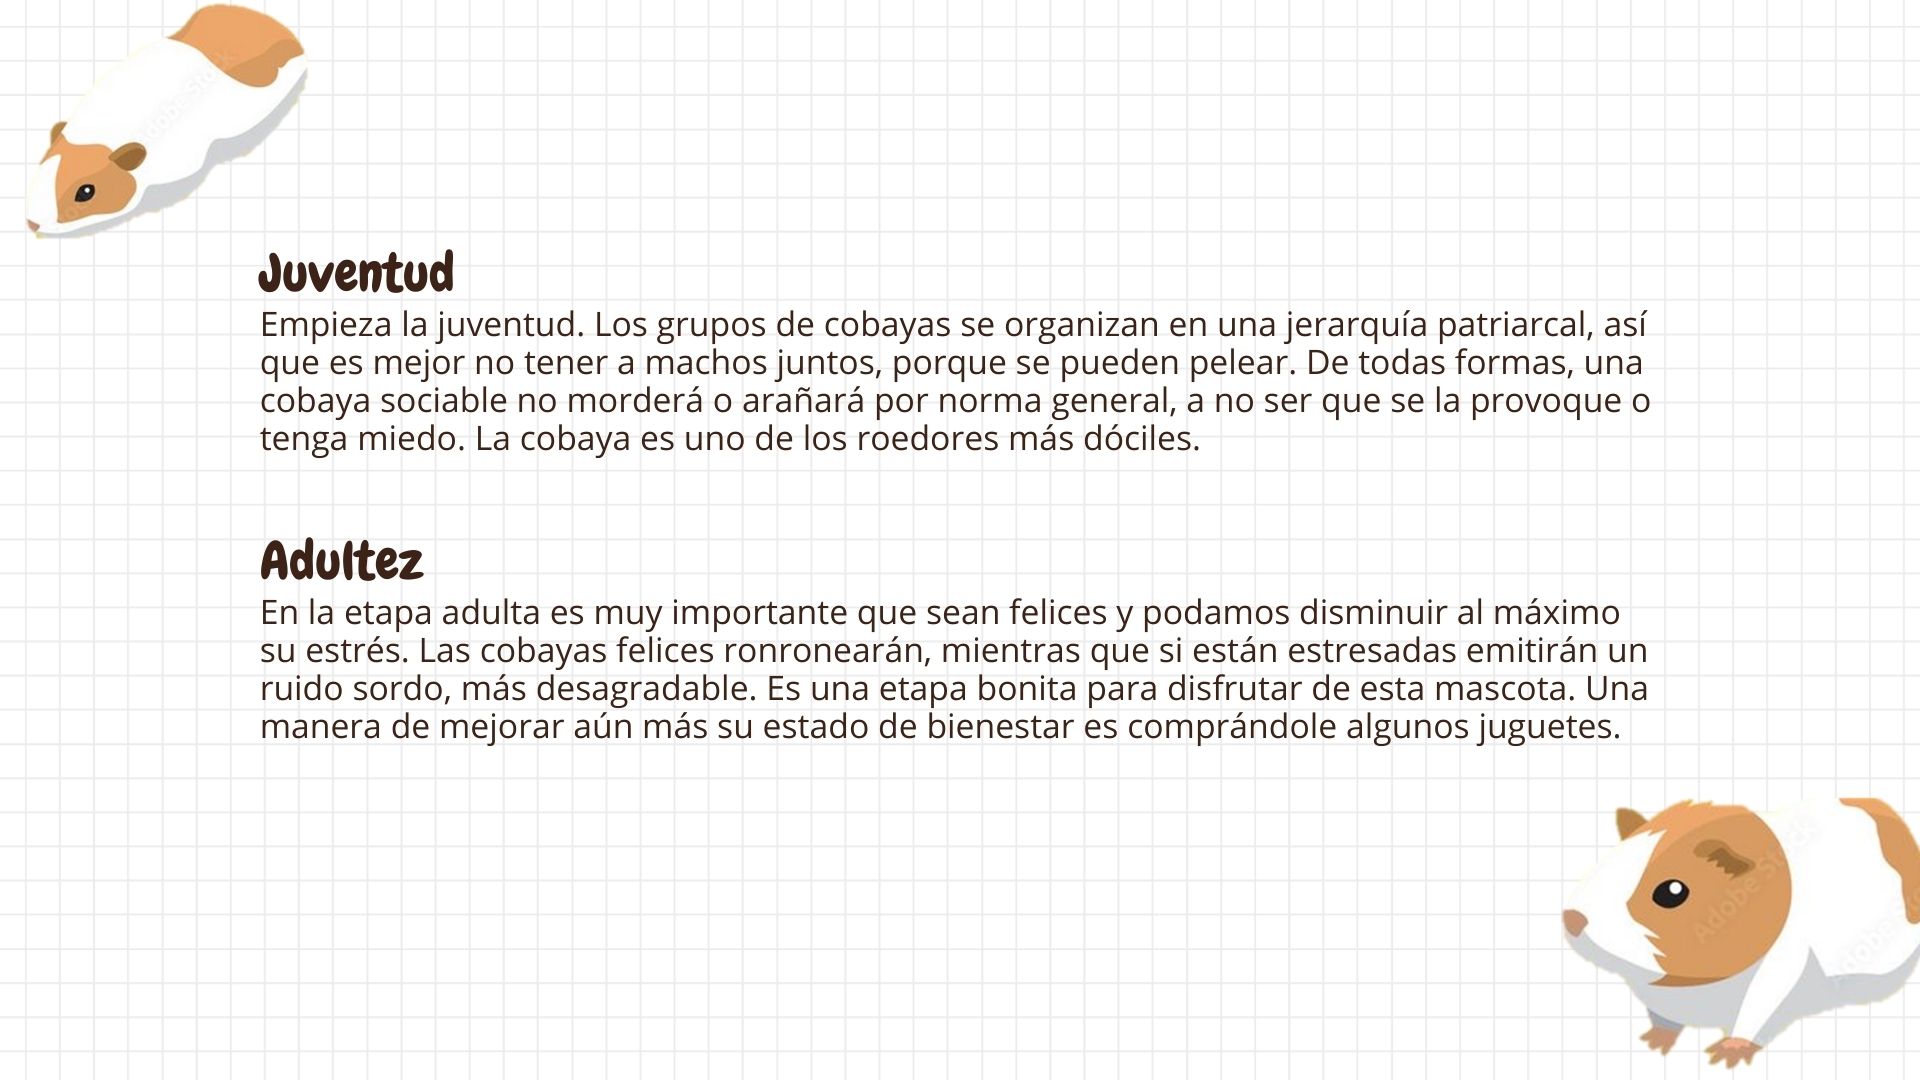 Juventud
Empieza la juventud. Los grupos de cobayas se organizan en una jerarquía patriarcal, así
que es mejor no tener a machos juntos, porque se pueden pelear. De todas formas, una
cobaya sociable no morderá o arañará por norma general, a no ser que se la provoque o
tenga miedo. La cobaya es uno de los roedores más dóciles.
Adultez
En la etapa adulta es muy importante que sean felices y podamos disminuir al máximo
su estrés. Las cobayas felices ronronearán, mientras que si están estresadas emitirán un
ruido sordo, más desagradable. Es una etapa bonita para disfrutar de esta mascota. Una
manera de mejorar aún más su estado de bienestar es comprándole algunos juguetes.
Adobe Stock
Adobe Stock